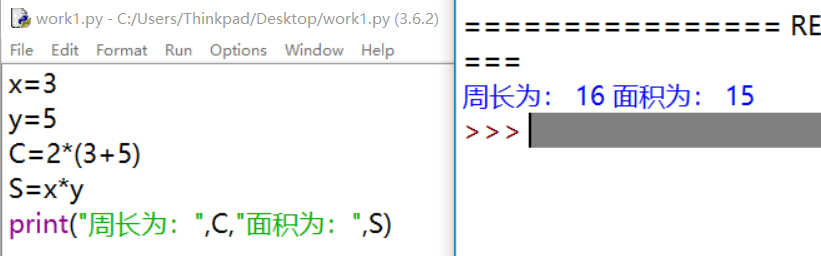 work1.py - C:/Users/Thinkpad/Desktop/work1.py (3.6.2)
File Edit Format Run Options Window Help
x=3
y=5
C=2*(3+5)
S=x*y
print("周长为：",C,"面积为：",S)
================ RE
===
周长为： 16 面积为： 15
>>>